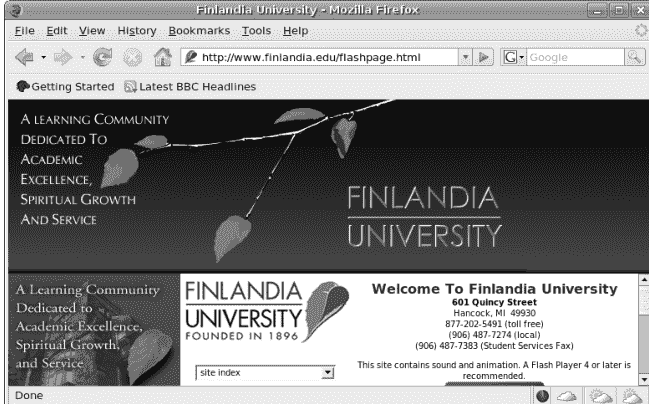 Finlandia University - Mozilla Firefox
File Edit View History Bookmarks Tools Help
http://www.finlandia.edu/flashpage.html
G Google
Getting Started Latest BBC Headlines
A LEARNING COMMUNITY
DEDICATED TO
ACADEMIC
EXCELLENCE,
SPIRITUAL GROWTH
AND SERVICE
FINLANDIA
UNIVERSITY
A Learning Community
Dedicated to
Academic Excellence,
Spiritual Growth,
and Service
FINLANDIA
UNIVERSITY
FOUNDED IN 1896
site index
Welcome To Finlandia University
601 Quincy Street
Hancock, MI 49930
877-202-5491 (toll free)
(906) 487-7274 (local)
(906) 487-7383 (Student Services Fax)
This site contains sound and animation. A Flash Player 4 or later is
recommended.
Done